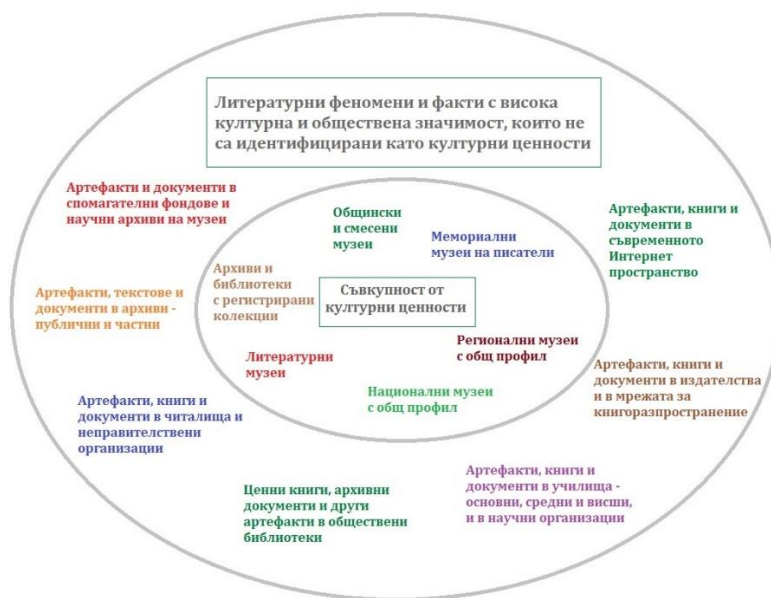 Литературни феномени и факти с висока
културна и обществена значимост, които не
са идентифицирани като културни ценности
Артефакти и документи в
спомагателни фондове и
научни архиви на музеи
Общински
и смесени
музеи
Мемориални
музеи на писатели
Артефакти, книги и
документи в
съвременното
Интернет
пространство
Архиви и
библиотеки
с регистрирани
колекции
Съвкупност от
културни ценности
Артефакти, текстове и
документи в архиви -
публични и частни
Регионални музеи
с общ профил
Литературни
музеи
Национални музеи
с общ профил
Артефакти, книги и
документи в издателства
и в мрежата за
книгоразпространение
Артефакти, книги и
документи в читалища и
неправителствени
организации
Ценни книги, архивни
документи и други
артефакти в обществени
библиотеки
Артефакти, книги и
документи в училища -
основни, средни и висши,
и в научни организации